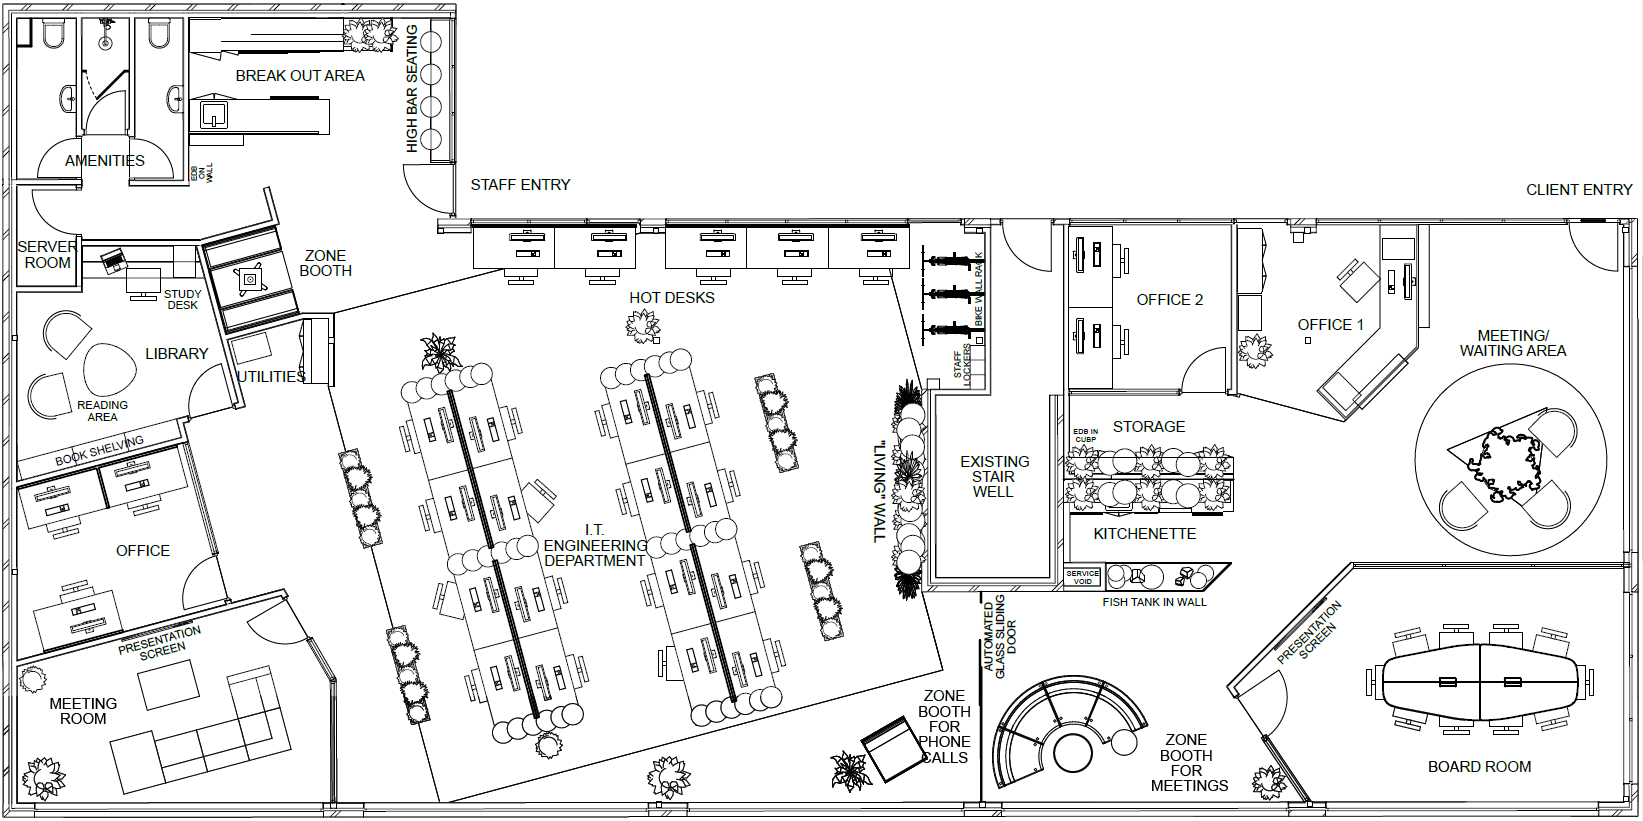 BREAK OUT AREA
HIGH BAR SEATING
AMENITIES
EDB
ON
WALL
STAFF ENTRY
CLIENT ENTRY
SERVER
ROOM
ZONE
BOOTH
STUDY
DESK
HOT DESKS
BIKE WALL RACK
OFFICE 2
OFFICE 1
LIBRARY
UTILITIES
STAFF
LOCKERS
MEETING/
WAITING AREA
READING
AREA
BOOK SHELVING
STORAGE
EDB IN
CUBP
"LIVING" WALL
EXISTING
STAIR
WELL
OFFICE
I.T.
ENGINEERING
DEPARTMENT
KITCHENETTE
SERVICE
VOID
FISH TANK IN WALL
PRESENTATION
SCREEN
AUTOMATED
GLASS SLIDING
DOOR
PRESENTATION
SCREEN
MEETING
ROOM
ZONE
BOOTH
FOR
PHONE
CALLS
ZONE
BOOTH
FOR
MEETINGS
BOARD ROOM